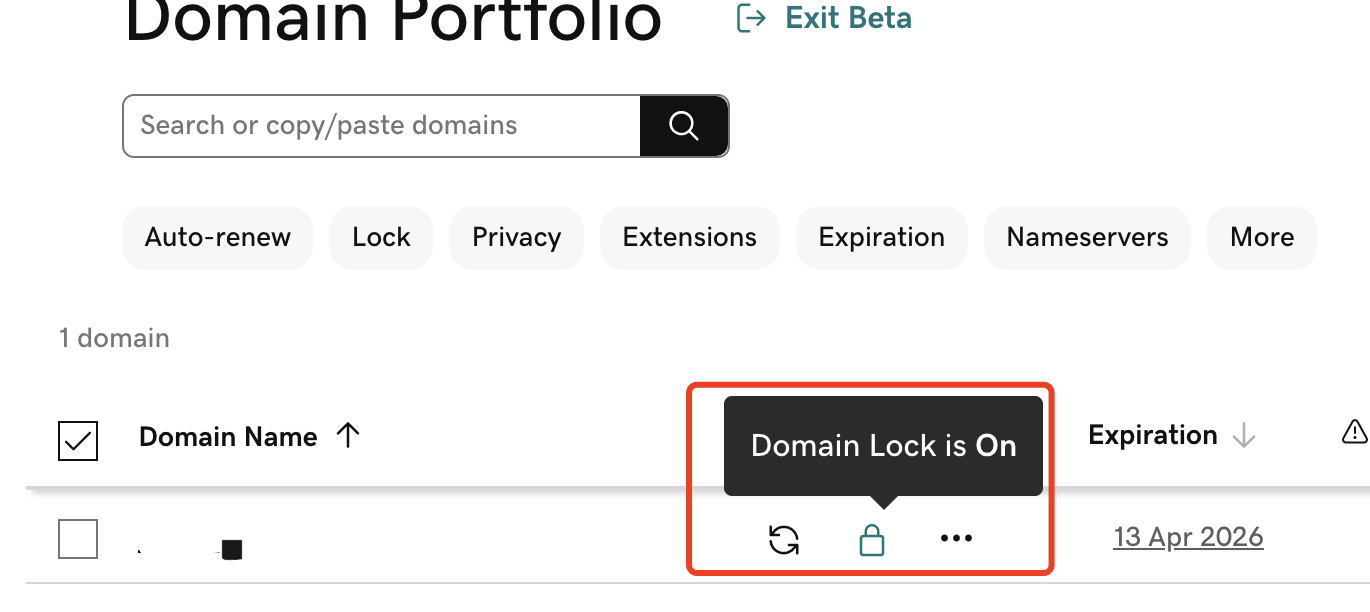 Domain Portfolio
Exit Beta
Search or copy/paste domains
Auto-renew Lock Privacy Extensions Expiration Nameservers More
1 domain
Domain Name
Domain Lock is On
Expiration
13 Apr 2026